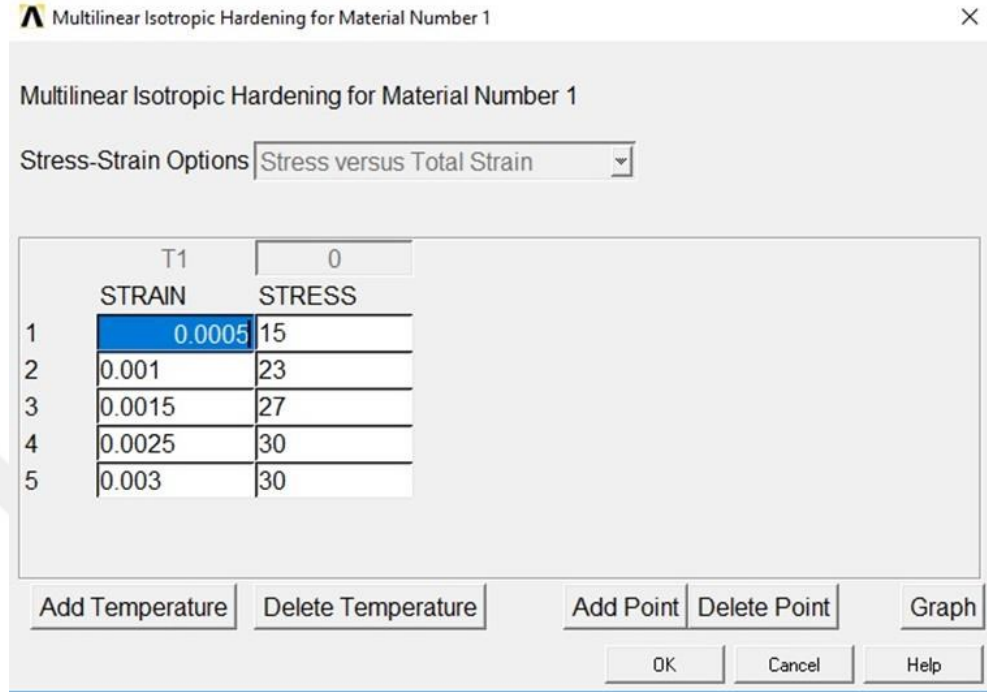 Multilinear Isotropic Hardening for Material Number 1
Multilinear Isotropic Hardening for Material Number 1
Stress-Strain Options Stress versus Total Strain
T1 0
STRAIN STRESS
1 0.0005 15
2 0.001 23
3 0.0015 27
4 0.0025 30
5 0.003 30
Add Temperature Delete Temperature Add Point Delete Point Graph
OK Cancel Help